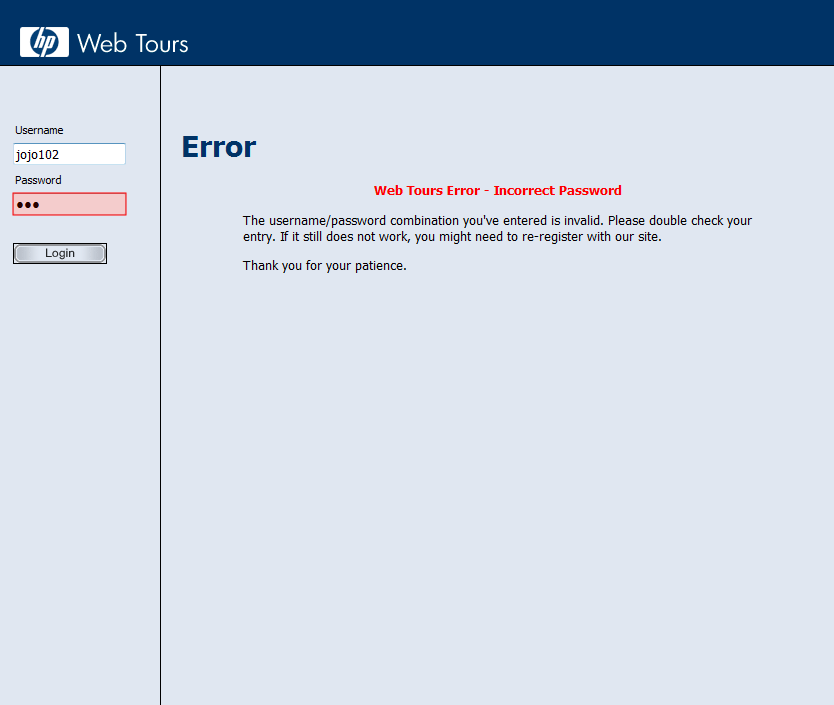 hp Web Tours
Username
jojo102
Password
Login
Error
Web Tours Error - Incorrect Password
The username/password combination you've entered is invalid. Please double check your
entry. If it still does not work, you might need to re-register with our site.
Thank you for your patience.